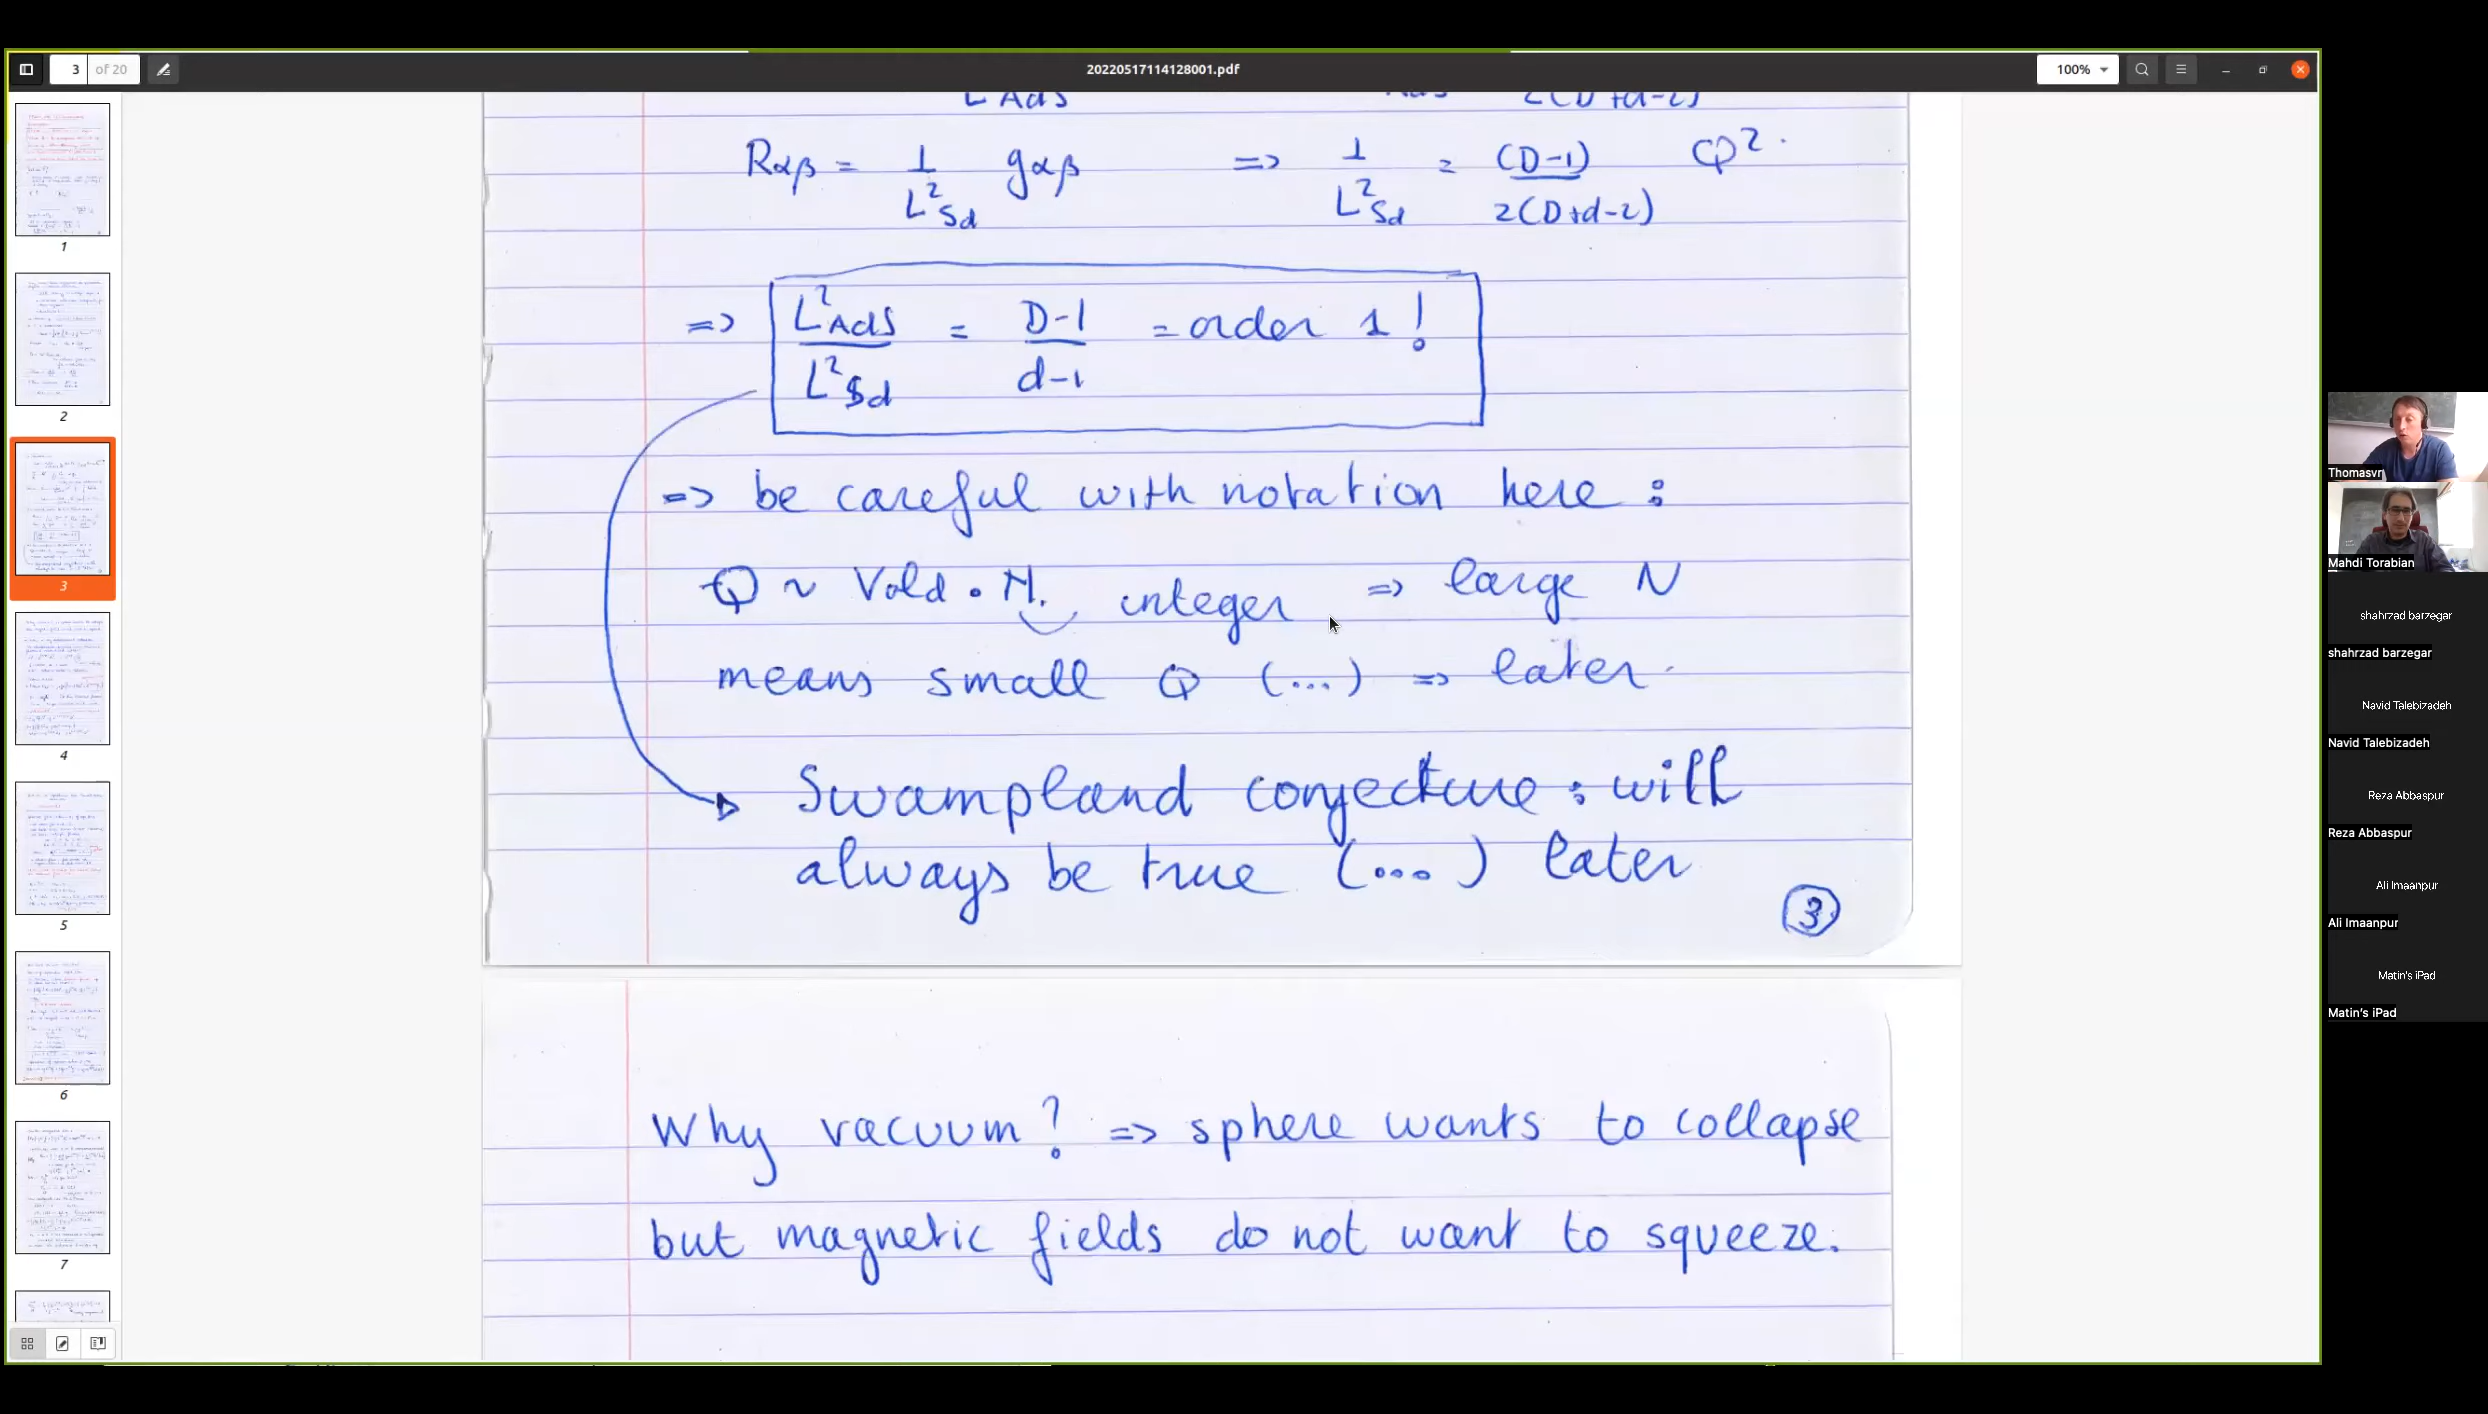 3 of 20
20220517114128001.pdf
100%
L AdS
2(D+d-2)
Rαβ = 1/L²Sd gαβ => 1/L²Sd = (D-1)/2(D+d-2) Q².
=> L²AdS/L²Sd = D-1/d-1 = order 1!
=> be careful with notation here:
Q ~ Vold • N. integer => large N
means small Q (...) => later.
Swampland conjecture: will
always be true (...) later
3
Why vacuum? => sphere wants to collapse
but magnetic fields do not want to squeeze.
1
2
3
4
5
6
7
Thomasvr
Mahdi Torabian
shahrzad barzegar
shahrzad barzegar
Navid Talebizadeh
Navid Talebizadeh
Reza Abbaspur
Reza Abbaspur
Ali Imaanpur
Ali Imaanpur
Matin's iPad
Matin's iPad